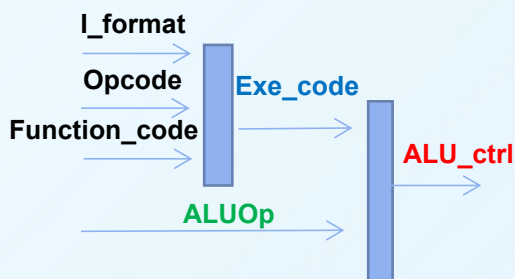 I_format
Opcode
Exe_code
Function_code
ALU_ctrl
ALUOp